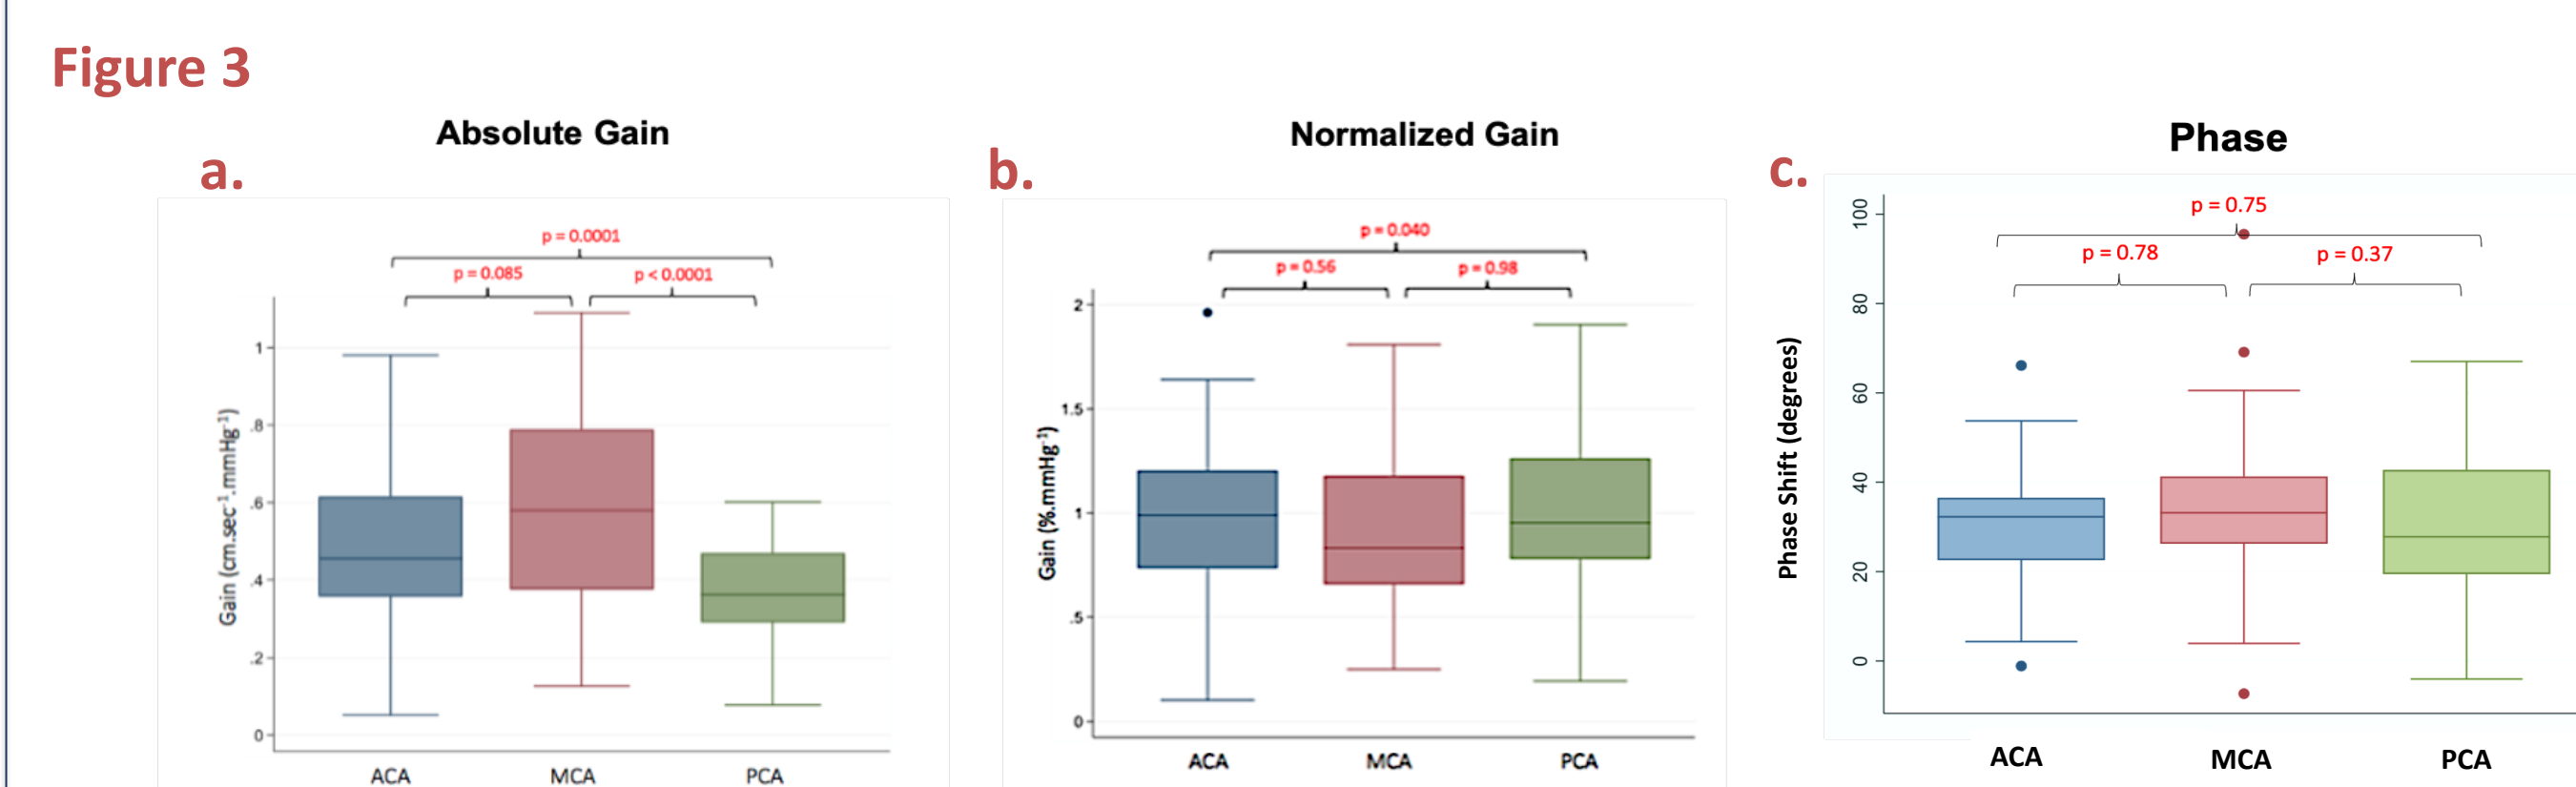 Figure 3
Absolute Gain
a.
p = 0.0001
p = 0.085
p < 0.0001
Gain (cm.sec⁻¹.mmHg⁻¹)
1
.8
.6
.4
.2
0
ACA MCA PCA
Normalized Gain
b.
p = 0.040
p = 0.56
p = 0.98
Gain (%.mmHg⁻¹)
2
1.5
1
.5
0
ACA MCA PCA
Phase
c.
p = 0.75
p = 0.78
p = 0.37
Phase Shift (degrees)
100
80
60
40
20
0
ACA MCA PCA